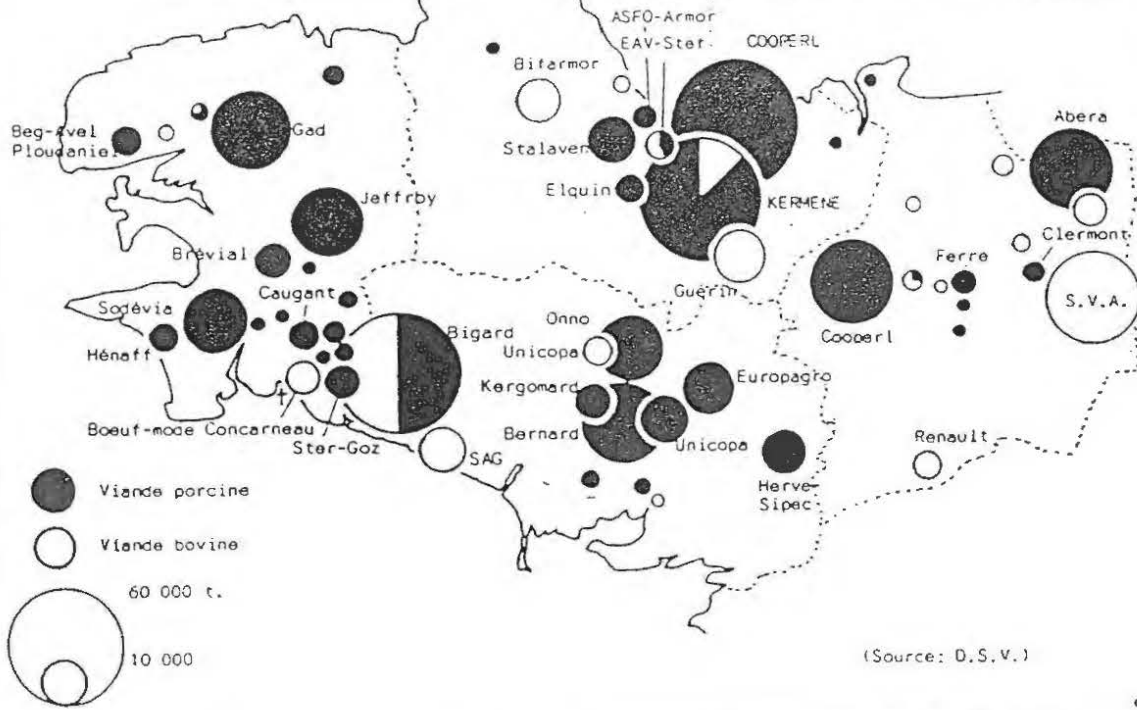 ASFO-Armor
EAV-Ster
COOPERL
Bifarmor
Abera
Beg-Avel
Ploudaniel
Gad
Stalaven
Elquin
KERMENE
Jeffrby
Brévial
Guérin
Clermont
Ferre
S.V.A.
Caugant
Sodévia
Hénaff
Bigard
Onno
Unicopa
Cooperl
Kergomard
Europagro
Boeuf-mode Concarneau
Ster-Goz
Bernard
Unicopa
SAG
Renault
Herve
Sipec
Viande porcine
Viande bovine
60 000 t.
10 000
(Source: D.S.V.)